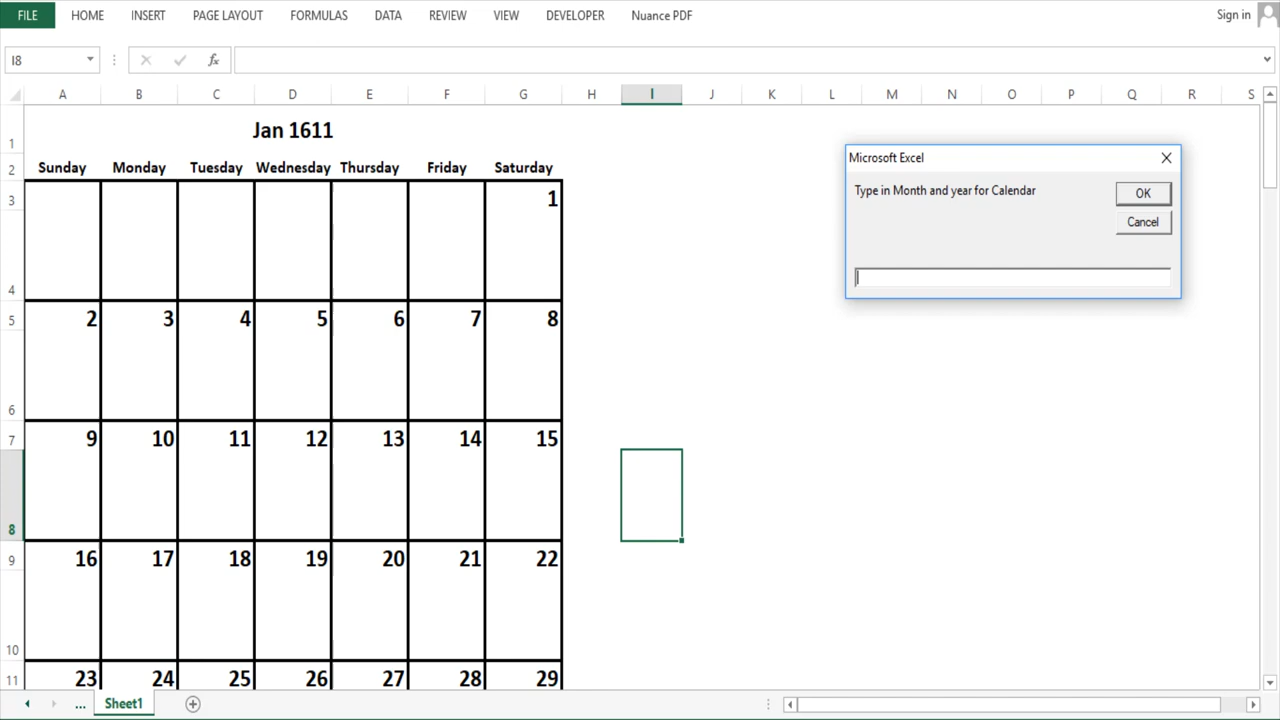 FILE HOME INSERT PAGE LAYOUT FORMULAS DATA REVIEW VIEW DEVELOPER Nuance PDF Sign in
I8 fx
A B C D E F G H I J K L M N O P Q R S
1 Jan 1611
2 Sunday Monday Tuesday Wednesday Thursday Friday Saturday
3 1
4
5 2 3 4 5 6 7 8
6
7 9 10 11 12 13 14 15
8
9 16 17 18 19 20 21 22
10
11 23 24 25 26 27 28 29
Microsoft Excel
Type in Month and year for Calendar
OK
Cancel
... Sheet1